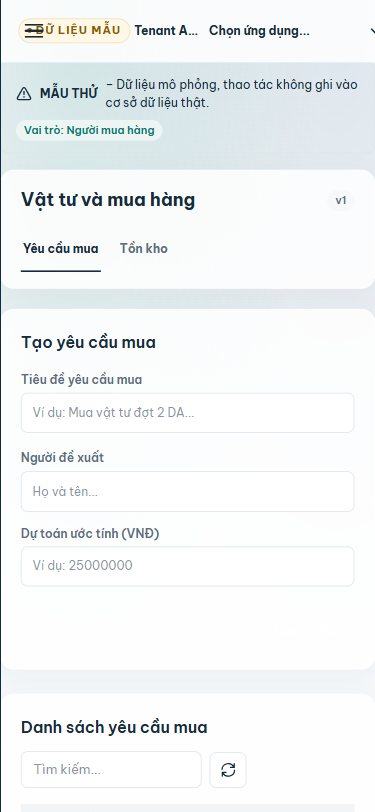 DỮ LIỆU MẪU Tenant A... Chọn ứng dụng...
MẪU THỬ – Dữ liệu mô phỏng, thao tác không ghi vào
cơ sở dữ liệu thật.
Vai trò: Người mua hàng
Vật tư và mua hàng v1
Yêu cầu mua Tồn kho
Tạo yêu cầu mua
Tiêu đề yêu cầu mua
Ví dụ: Mua vật tư đợt 2 DA...
Người đề xuất
Họ và tên...
Dự toán ước tính (VNĐ)
Ví dụ: 25000000
Danh sách yêu cầu mua
Tìm kiếm...